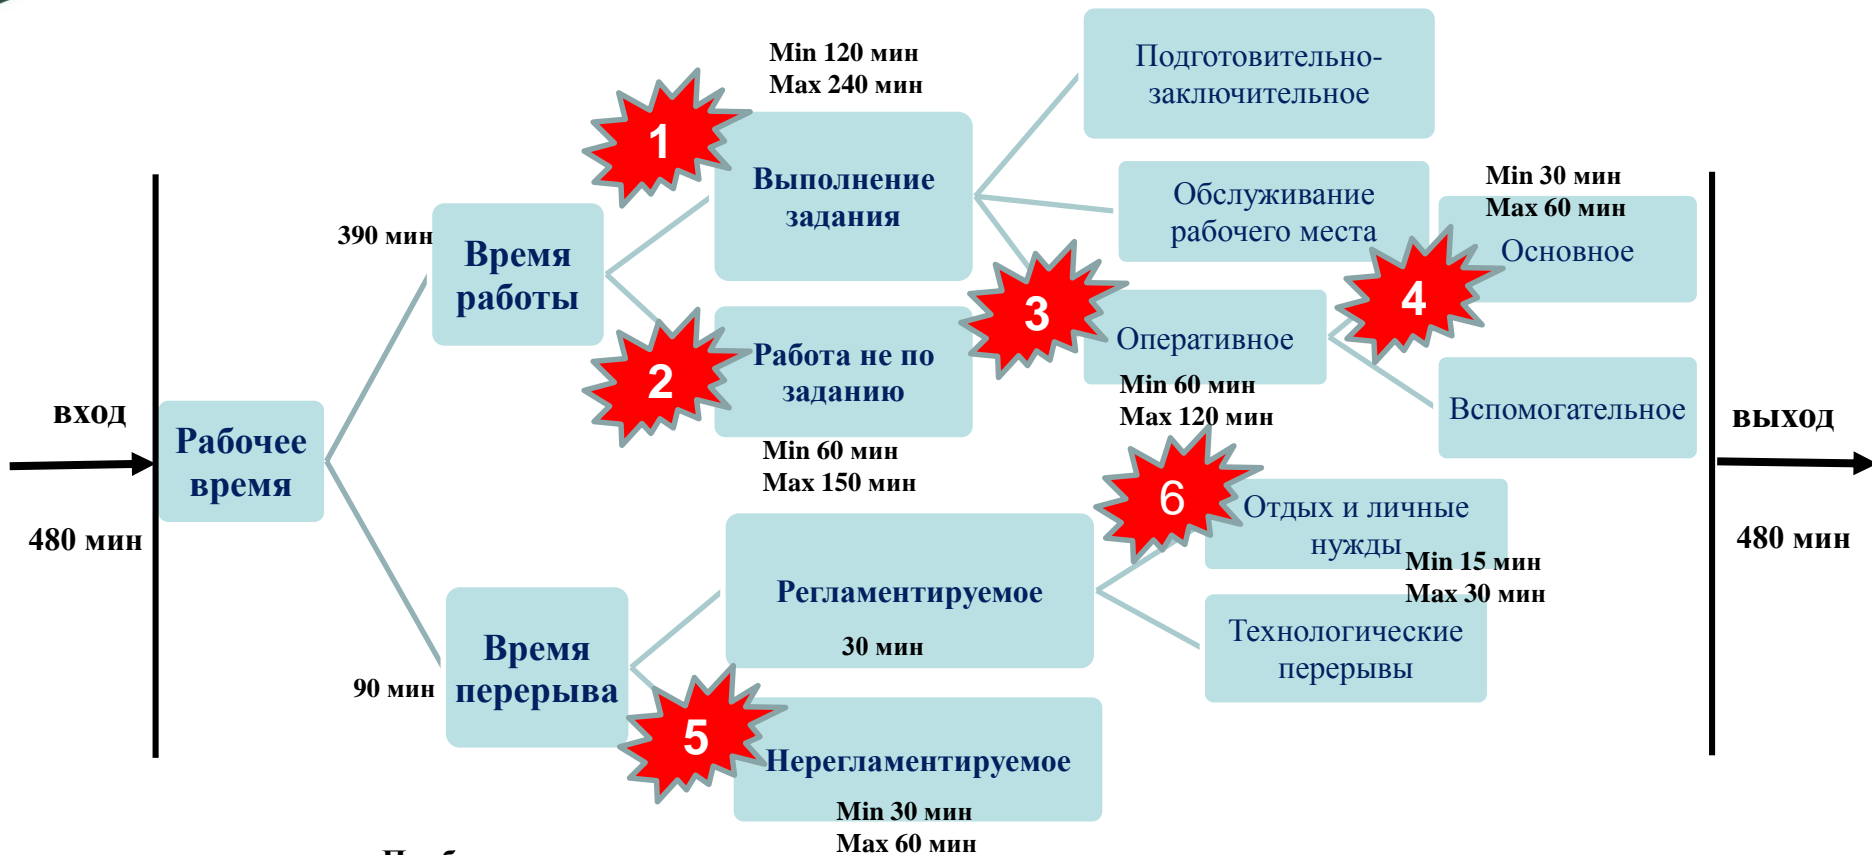 вход
480 мин
Рабочее
время
390 мин
Время
работы
90 мин
Время
перерыва
Min 120 мин
Max 240 мин
1
Выполнение
задания
2
Работа не по
заданию
Min 60 мин
Max 150 мин
Регламентируемое
30 мин
5
Нерегламентируемое
Min 30 мин
Max 60 мин
Подготовительно-
заключительное
Обслуживание
рабочего места
3
Оперативное
Min 60 мин
Max 120 мин
Min 30 мин
Max 60 мин
4
Основное
Вспомогательное
6
Отдых и личные
нужды
Min 15 мин
Max 30 мин
Технологические
перерывы
выход
480 мин